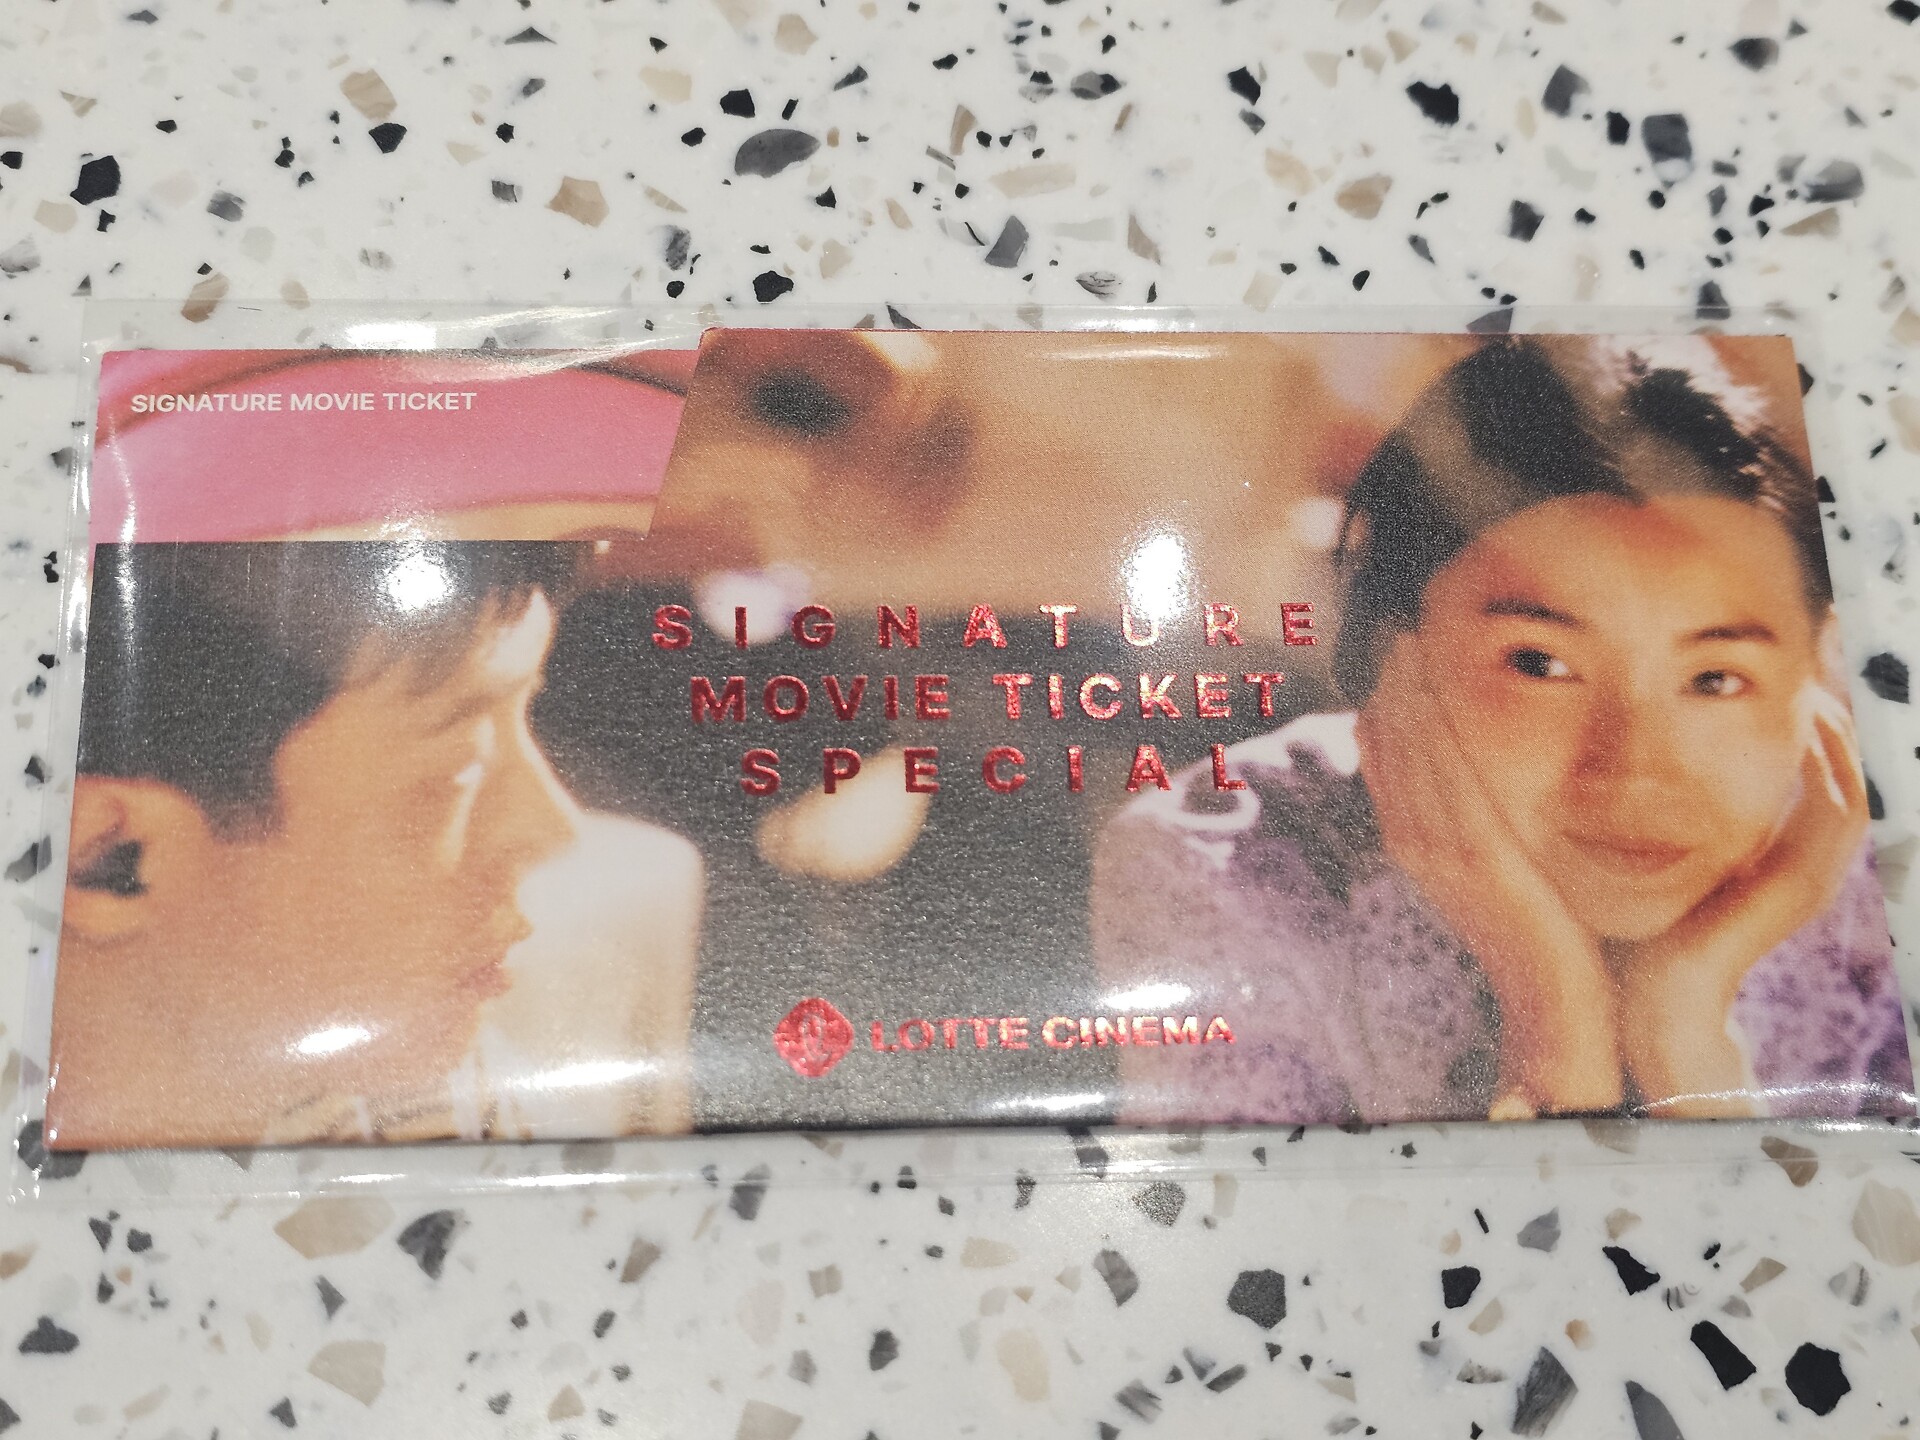 SIGNATURE MOVIE TICKET
SIGNATURE
MOVIE TICKET
SPECIAL
LOTTE CINEMA